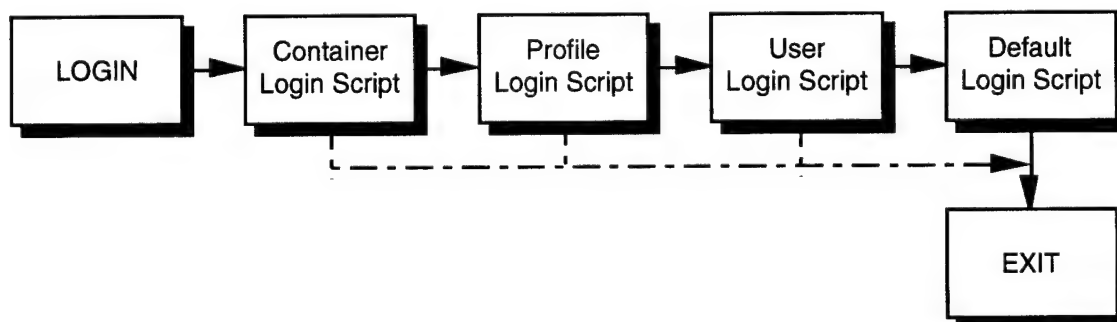 LOGIN
Container
Login Script
Profile
Login Script
User
Login Script
Default
Login Script
EXIT